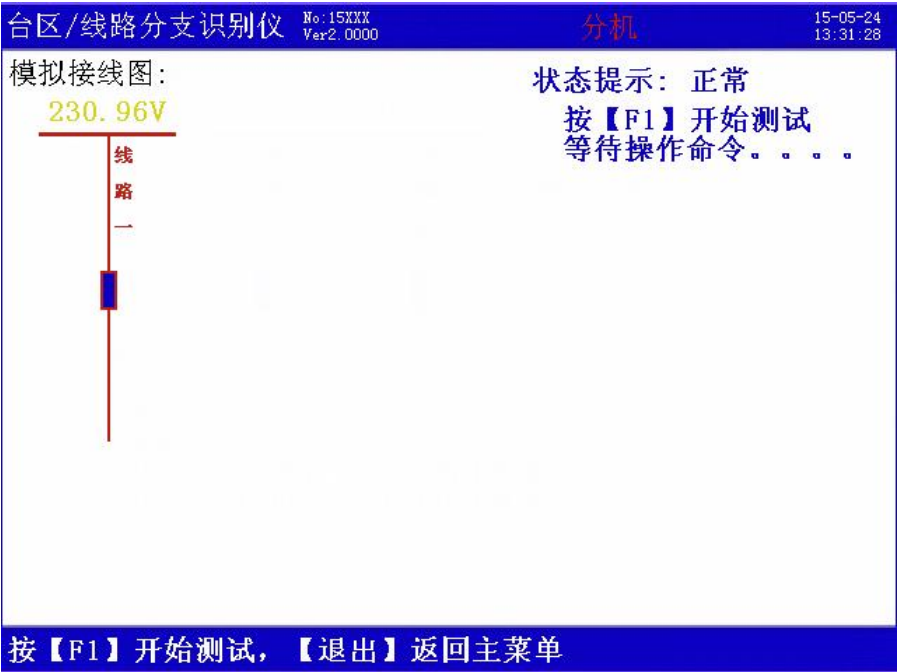 台区/线路分支识别仪 No:15XXX 分机 15-05-24
Ver2.0000 13:31:28
模拟接线图:
状态提示: 正常
230.96V
按【F1】开始测试
等待操作命令。。。。
线
路
一
按【F1】开始测试，【退出】返回主菜单